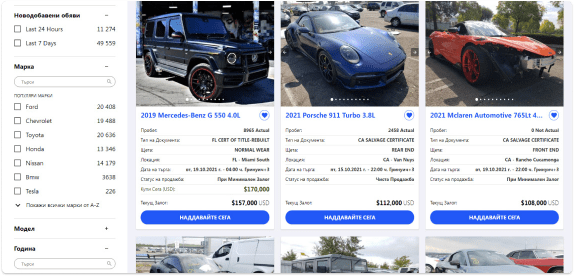 Новодобавени обяви
Last 24 Hours 11 274
Last 7 Days 49 559
Марка
Търси
ПОПУЛЯРНИ МАРКИ
Ford 20 408
Chevrolet 19 488
Toyota 20 636
Honda 13 346
Nissan 14 179
Bmw 3638
Tesla 226
Покажи всички марки от A-Z
Модел
Година
Търси
2019 Mercedes-Benz G 550 4.0L
Пробег: 8965 Actual
Тип на Документа: FL CERT OF TITLE-REBUILT
Щети: NORMAL WEAR
Локация: FL - Miami South
Дата на търга: вт, 19.10.2021 - 04:00 ч. Гринуич+3
Статус на продажба: При Минимален Залог
Купи Сега (USD): $170,000
Текущ Залог: $157,000 USD
НАДДАВАЙТЕ СЕГА
2021 Porsche 911 Turbo 3.8L
Пробег: 2458 Actual
Тип на Документа: CA SALVAGE CERTIFICATE
Щети: REAR END
Локация: CA - Van Nuys
Дата на търга: пт, 15.10.2021 - 22:00 ч. Гринуич+3
Статус на продажба: Чиста Продажба
Текущ Залог: $112,000 USD
НАДДАВАЙТЕ СЕГА
2021 Mclaren Automotive 765Lt 4...
Пробег: 0 Not Actual
Тип на Документа: CA SALVAGE CERTIFICATE
Щети: FRONT END
Локация: CA - Rancho Cucamonga
Дата на търга: вт, 19.10.2021 - 22:00 ч. Гринуич+3
Статус на продажба: При Минимален Залог
Текущ Залог: $108,000 USD
НАДДАВАЙТЕ СЕГА